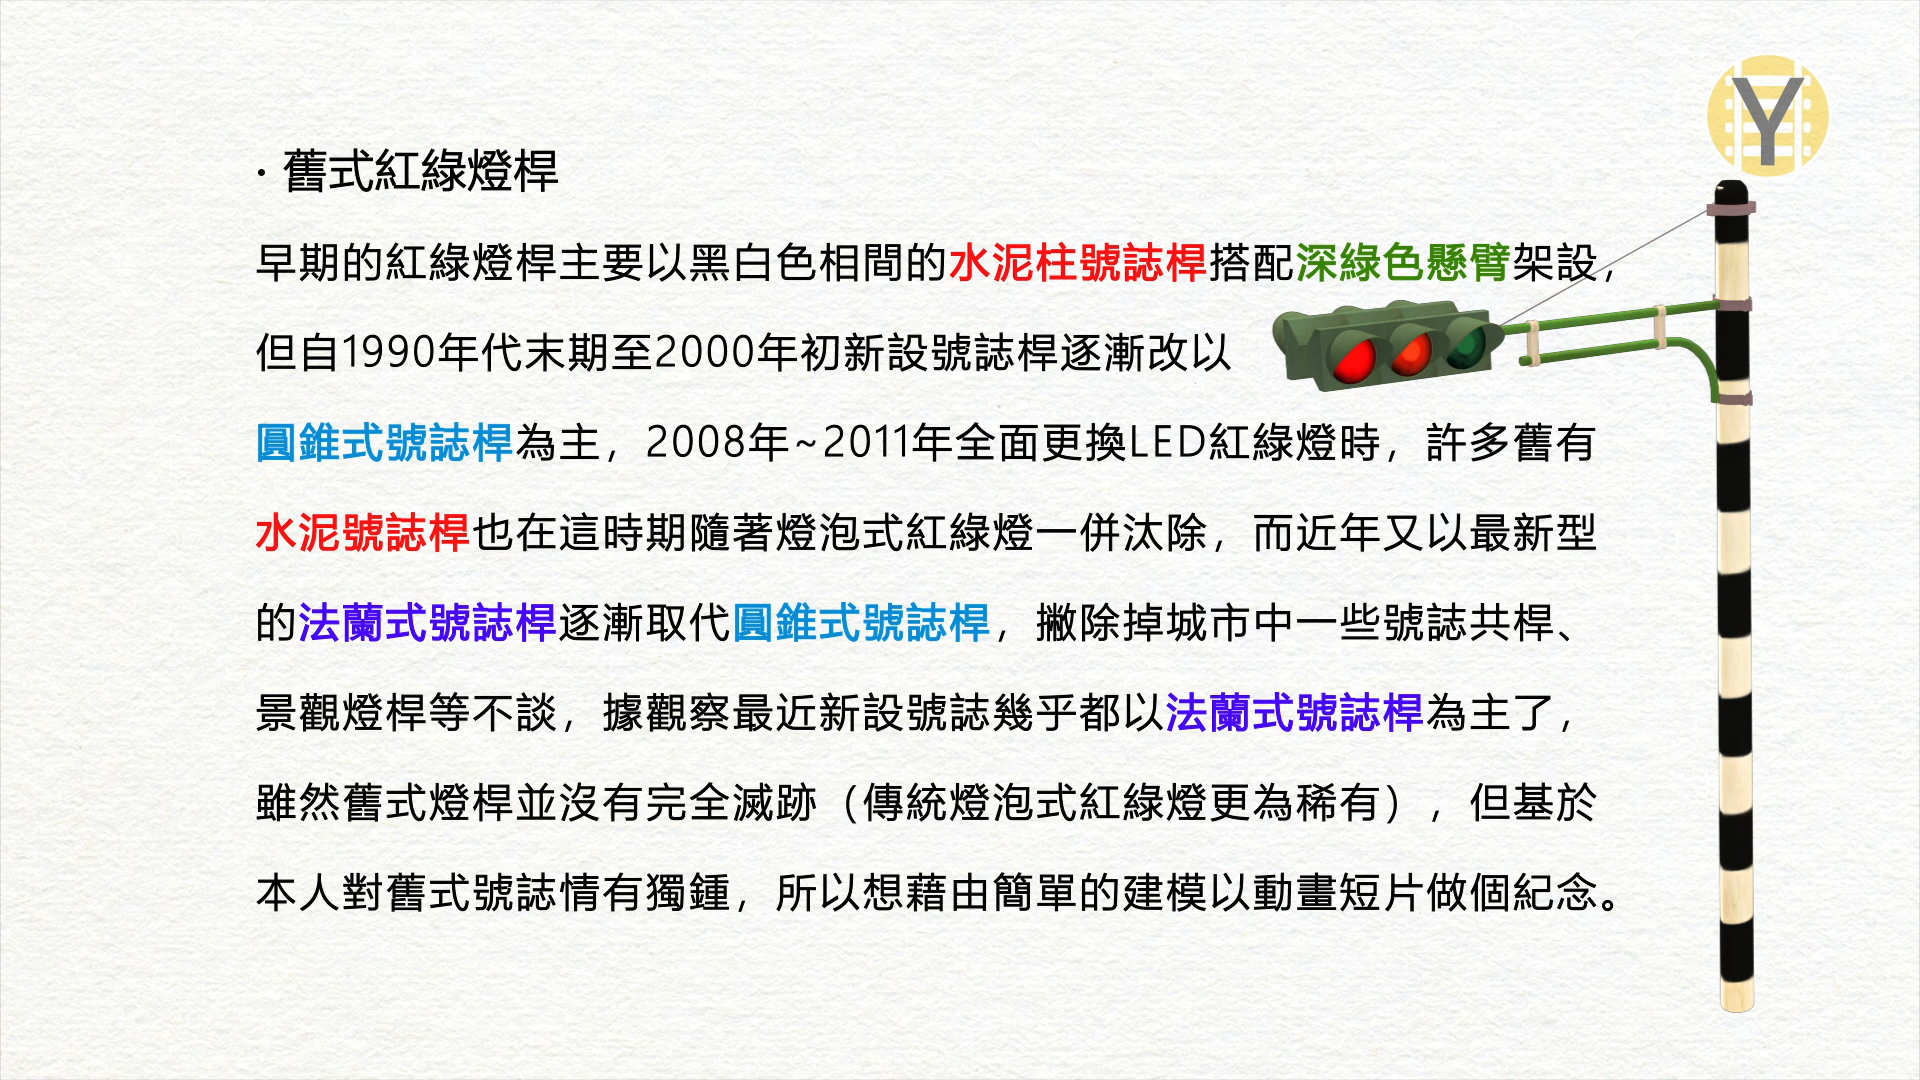 Y
· 舊式紅綠燈桿
早期的紅綠燈桿主要以黑白色相間的水泥柱號誌桿搭配深綠色懸臂架設，
但自1990年代末期至2000年初新設號誌桿逐漸改以
圓錐式號誌桿為主，2008年~2011年全面更換LED紅綠燈時，許多舊有
水泥號誌桿也在這時期隨著燈泡式紅綠燈一併汰除，而近年又以最新型
的法蘭式號誌桿逐漸取代圓錐式號誌桿，撇除掉城市中一些號誌共桿、
景觀燈桿等不談，據觀察最近新設號誌幾乎都以法蘭式號誌桿為主了，
雖然舊式燈桿並沒有完全滅跡（傳統燈泡式紅綠燈更為稀有），但基於
本人對舊式號誌情有獨鍾，所以想藉由簡單的建模以動畫短片做個紀念。